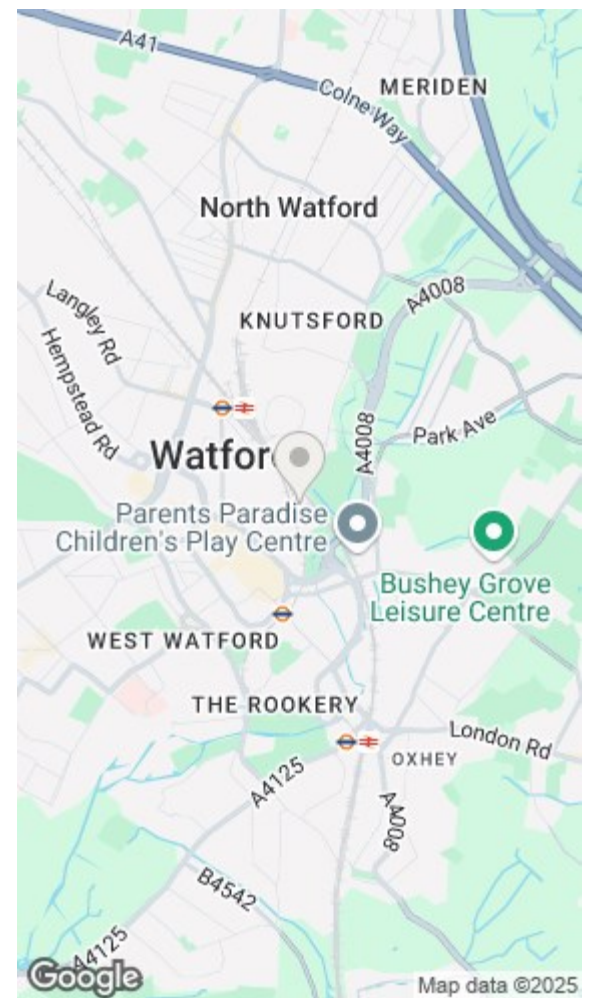 A41
MERIDEN
Colne Way
North Watford
A4008
Langley Rd
KNUTSFORD
Hempstead Rd
A4008
Park Ave
Watfor
Parents Paradise
Children's Play Centre
Bushey Grove
Leisure Centre
WEST WATFORD
THE ROOKERY
London Rd
OXHEY
A4125
A4008
B4542
A4125
Google
Map data ©2025